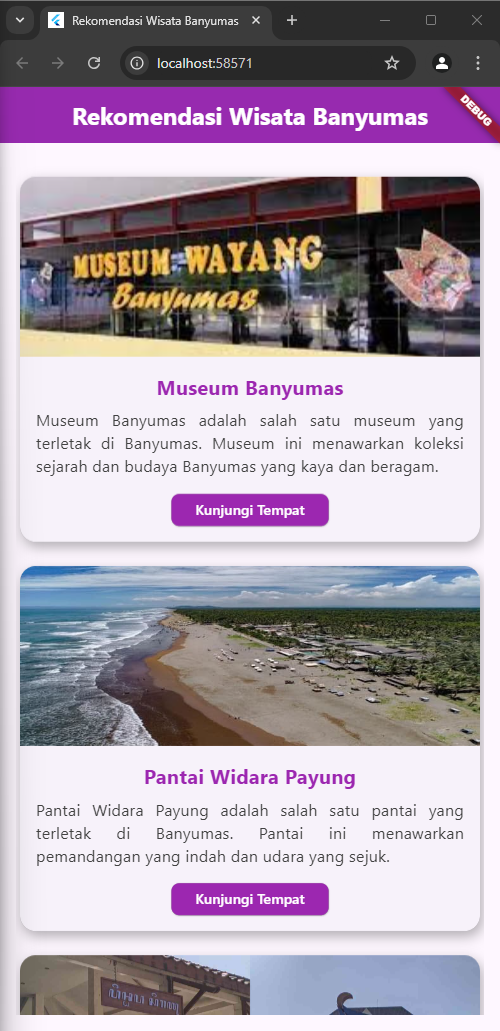 Rekomendasi Wisata Banyumas
localhost:58571
Rekomendasi Wisata Banyumas
DEBUG
MUSEUM WAYANG
Banyumas
Museum Banyumas
Museum Banyumas adalah salah satu museum yang
terletak di Banyumas. Museum ini menawarkan koleksi
sejarah dan budaya Banyumas yang kaya dan beragam.
Kunjungi Tempat
Pantai Widara Payung
Pantai Widara Payung adalah salah satu pantai yang
terletak di Banyumas. Pantai ini menawarkan
pemandangan yang indah dan udara yang sejuk.
Kunjungi Tempat